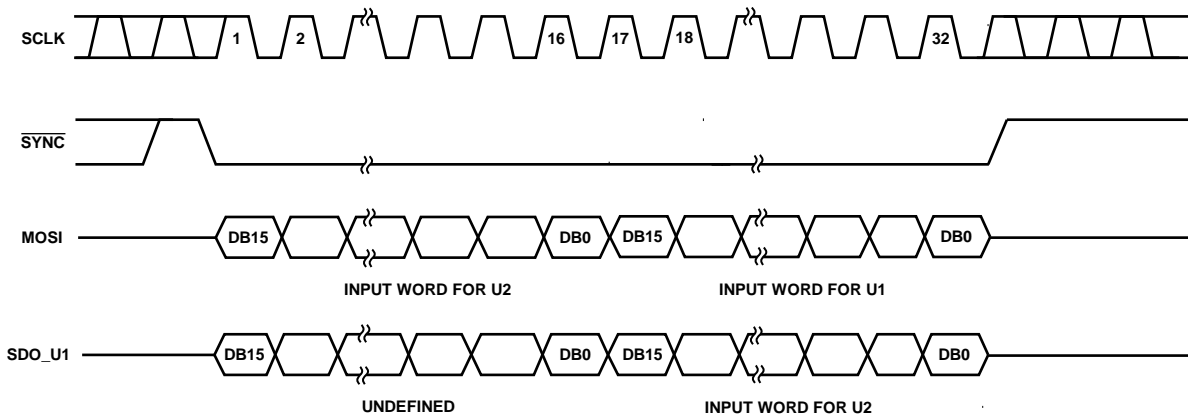 SCLK 1 2 16 17 18 32
SYNC
MOSI DB15 DB0 DB15 DB0
INPUT WORD FOR U2 INPUT WORD FOR U1
SDO_U1 DB15 DB0 DB15 DB0
UNDEFINED INPUT WORD FOR U2